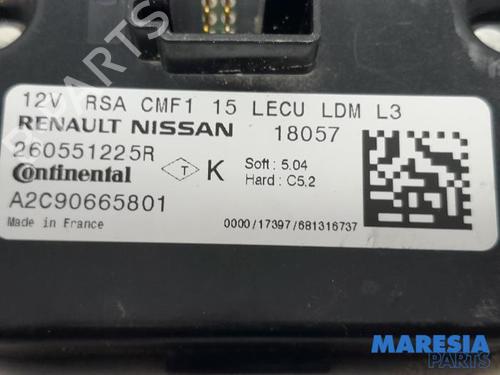 12V RSA CMF1 15 LECU LDM L3
RENAULT NISSAN 18057
260551225R
Continental
T K
Soft : 5.04
Hard : C5.2
A2C90665801
Made in France
0000/17397/681316737
MARESIA
PARTS